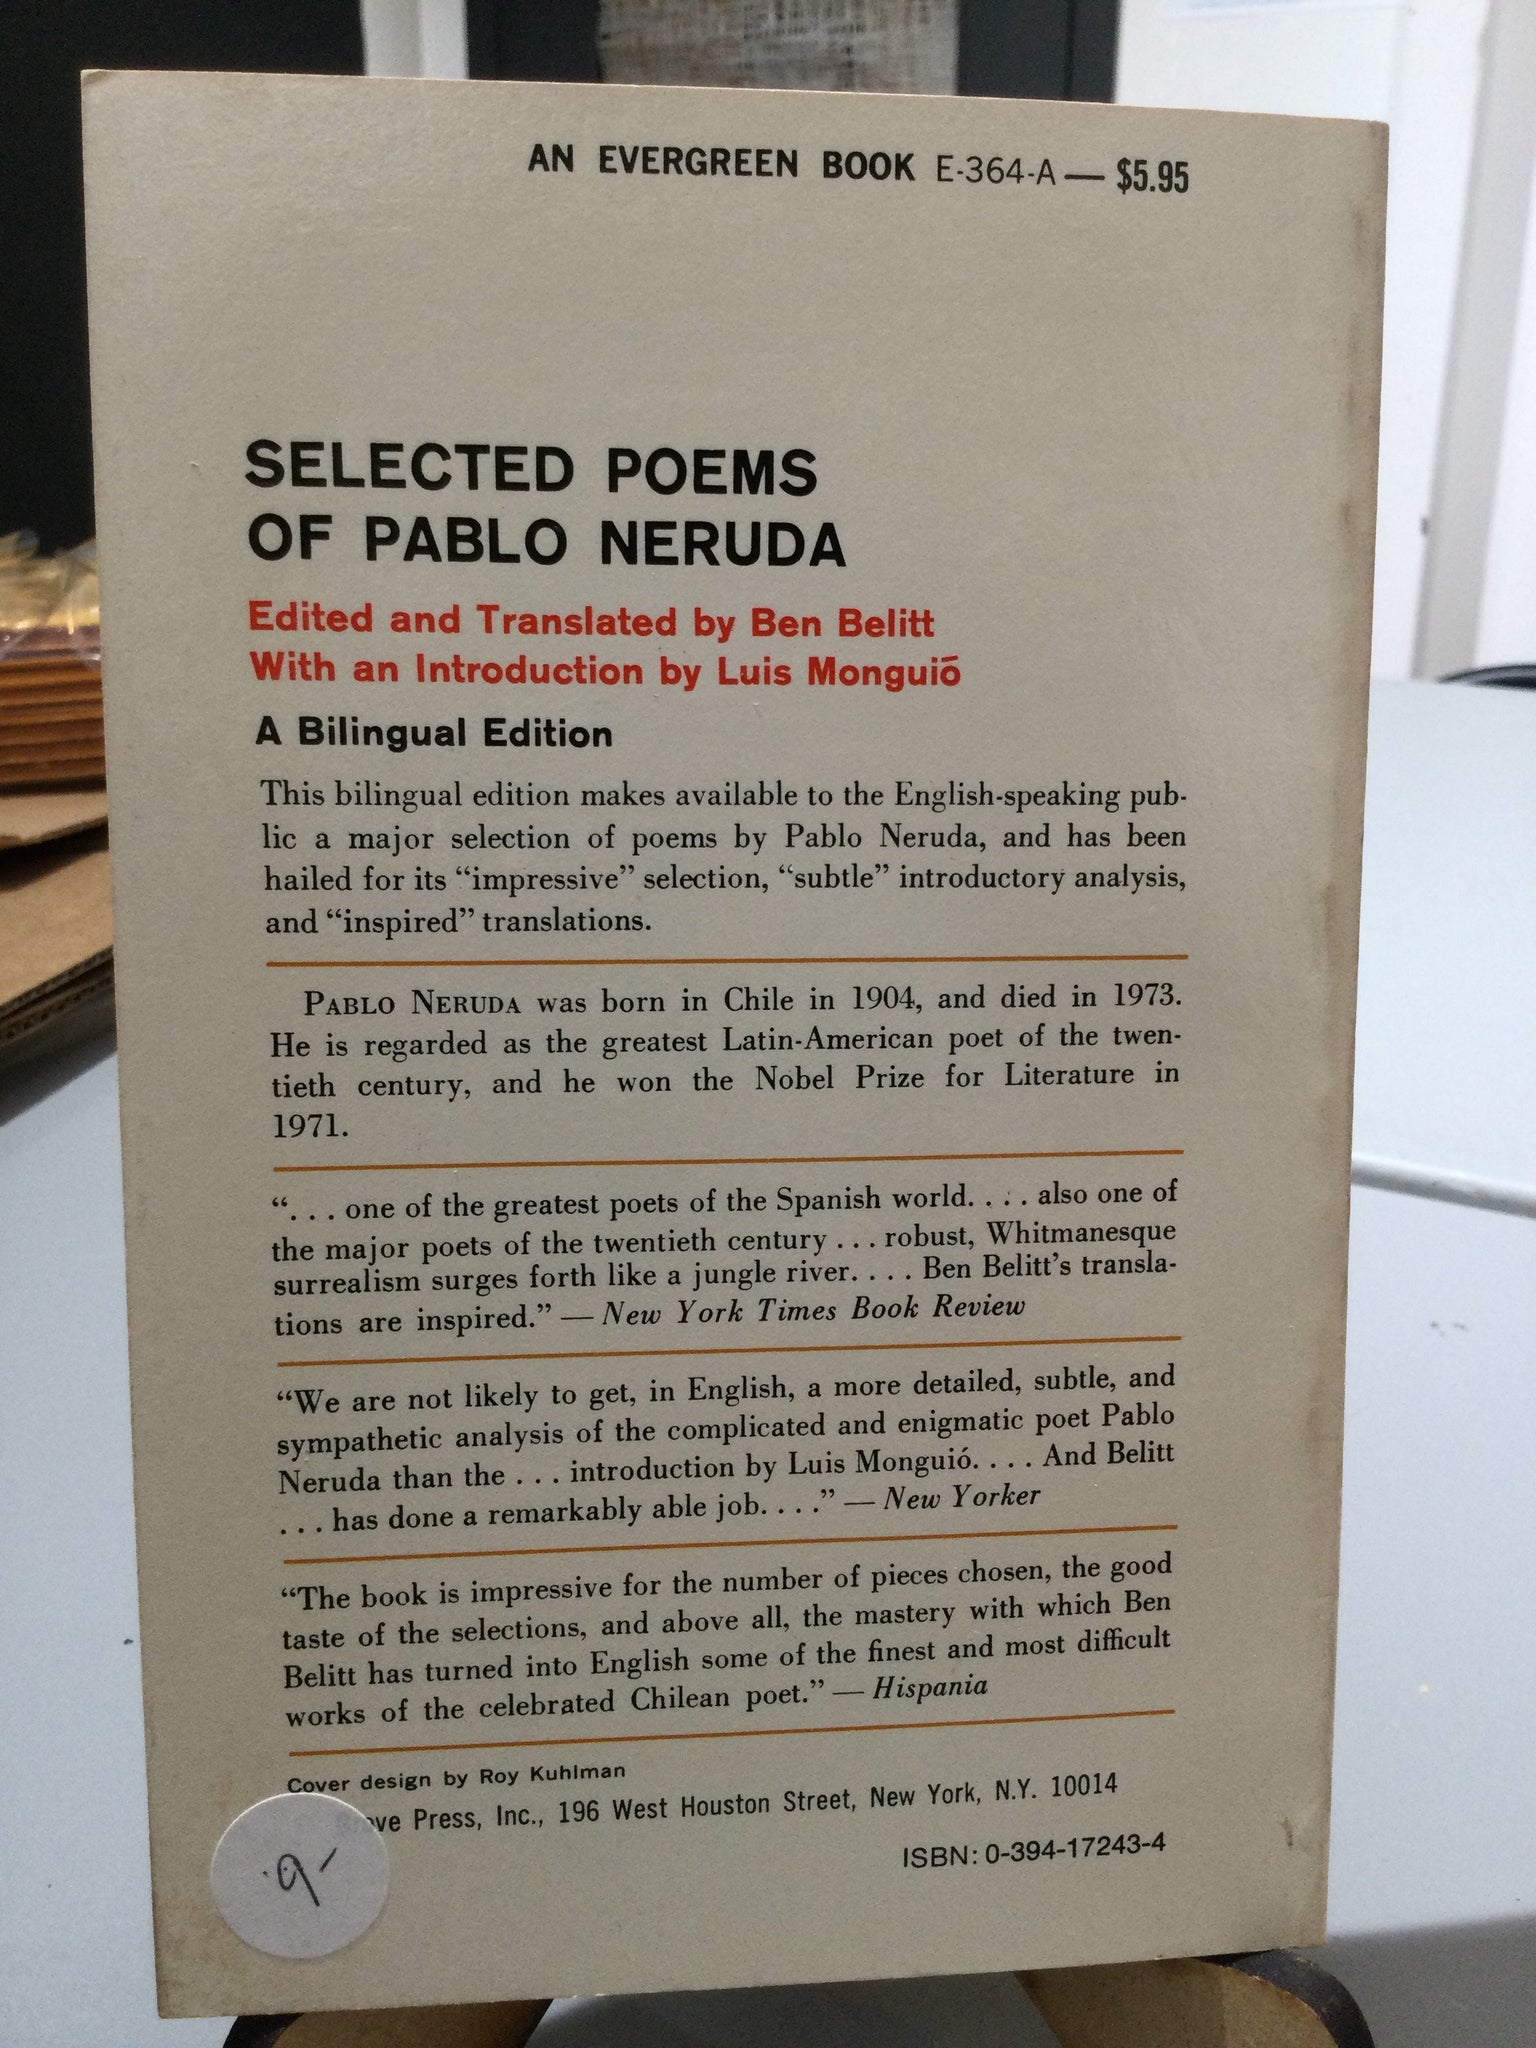 AN EVERGREEN BOOK E-364-A — $5.95
SELECTED POEMS
OF PABLO NERUDA
Edited and Translated by Ben Belitt
With an Introduction by Luis Monguió
A Bilingual Edition
This bilingual edition makes available to the English-speaking pub-
lic a major selection of poems by Pablo Neruda, and has been
hailed for its “impressive” selection, “subtle” introductory analysis,
and “inspired” translations.
PABLO NERUDA was born in Chile in 1904, and died in 1973.
He is regarded as the greatest Latin-American poet of the twen-
tieth century, and he won the Nobel Prize for Literature in
1971.
“. . . one of the greatest poets of the Spanish world. . . . also one of
the major poets of the twentieth century . . . robust, Whitmanesque
surrealism surges forth like a jungle river. . . . Ben Belitt’s transla-
tions are inspired.” — New York Times Book Review
“We are not likely to get, in English, a more detailed, subtle, and
sympathetic analysis of the complicated and enigmatic poet Pablo
Neruda than the . . . introduction by Luis Monguió. . . . And Belitt
. . . has done a remarkably able job. . . .” — New Yorker
“The book is impressive for the number of pieces chosen, the good
taste of the selections, and above all, the mastery with which Ben
Belitt has turned into English some of the finest and most difficult
works of the celebrated Chilean poet.” — Hispania
Cover design by Roy Kuhlman
Press, Inc., 196 West Houston Street, New York, N.Y. 10014
ISBN: 0-394-17243-4
9-